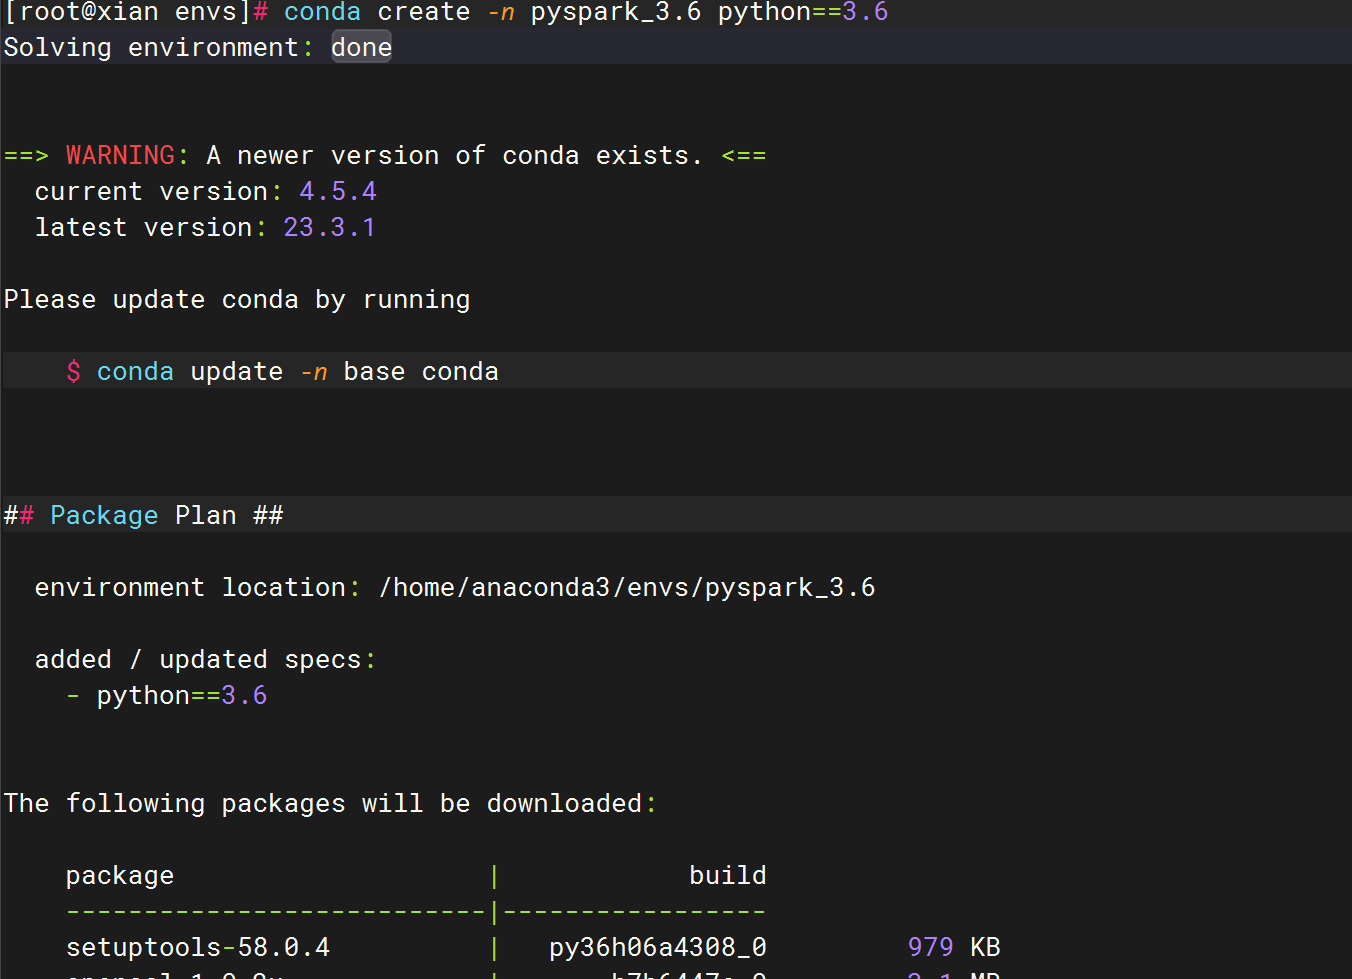 [root@xian envs]# conda create -n pyspark_3.6 python==3.6
Solving environment: done
==> WARNING: A newer version of conda exists. <==
current version: 4.5.4
latest version: 23.3.1
Please update conda by running
$ conda update -n base conda
## Package Plan ##
environment location: /home/anaconda3/envs/pyspark_3.6
added / updated specs:
- python==3.6
The following packages will be downloaded:
package | build
---------------------------|-----------------
setuptools-58.0.4 | py36h06a4308_0 979 KB